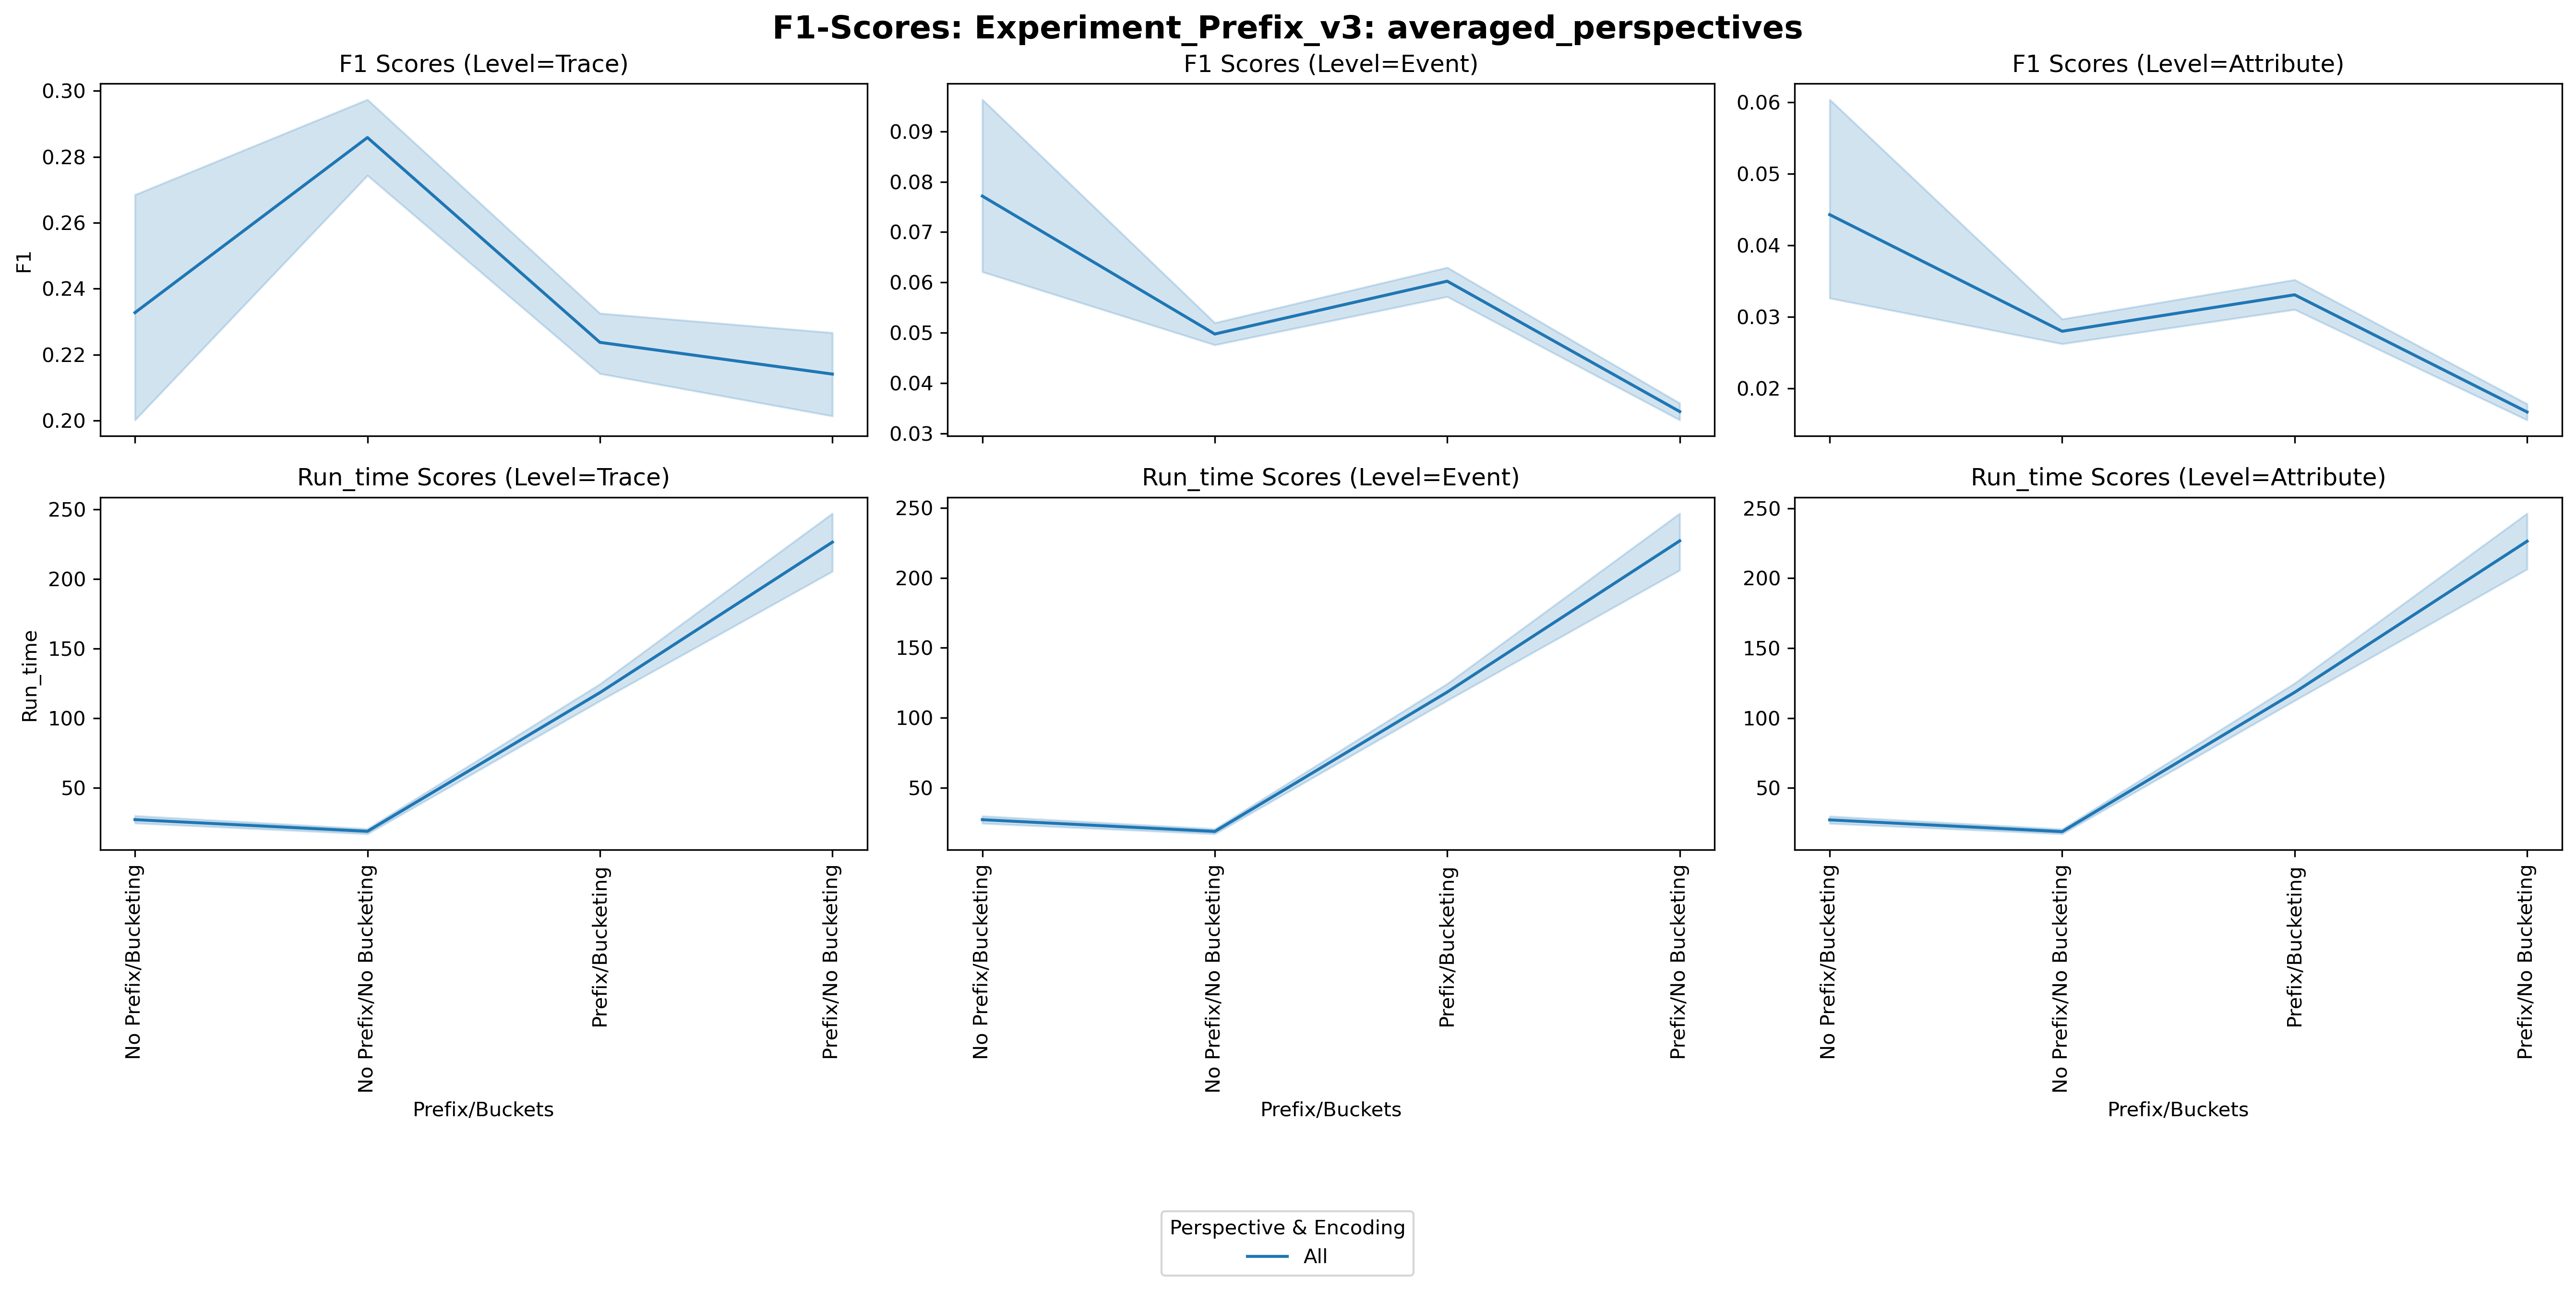 F1-Scores: Experiment_Prefix_v3: averaged_perspectives
F1 Scores (Level=Trace)
F1
0.30
0.28
0.26
0.24
0.22
0.20
F1 Scores (Level=Event)
0.09
0.08
0.07
0.06
0.05
0.04
0.03
F1 Scores (Level=Attribute)
0.06
0.05
0.04
0.03
0.02
Run_time Scores (Level=Trace)
Run_time
250
200
150
100
50
No Prefix/Bucketing
No Prefix/No Bucketing
Prefix/Bucketing
Prefix/No Bucketing
Prefix/Buckets
Run_time Scores (Level=Event)
250
200
150
100
50
No Prefix/Bucketing
No Prefix/No Bucketing
Prefix/Bucketing
Prefix/No Bucketing
Prefix/Buckets
Run_time Scores (Level=Attribute)
250
200
150
100
50
No Prefix/Bucketing
No Prefix/No Bucketing
Prefix/Bucketing
Prefix/No Bucketing
Prefix/Buckets
Perspective & Encoding
All